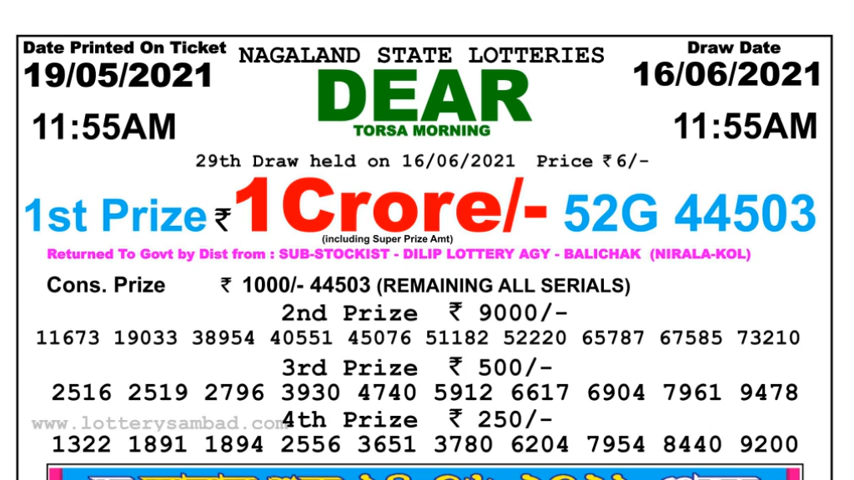 Date Printed On Ticket NAGALAND STATE LOTTERIES Draw Date
19/05/2021 DEAR 16/06/2021
11:55AM TORSA MORNING 11:55AM
29th Draw held on 16/06/2021 Price ₹6/-
1st Prize ₹1Crore/- 52G 44503
(including Super Prize Amt)
Returned To Govt by Dist from : SUB-STOCKIST - DILIP LOTTERY AGY - BALICHAK (NIRALA-KOL)
Cons. Prize ₹ 1000/- 44503 (REMAINING ALL SERIALS)
2nd Prize ₹ 9000/-
11673 19033 38954 40551 45076 51182 52220 65787 67585 73210
3rd Prize ₹ 500/-
2516 2519 2796 3930 4740 5912 6617 6904 7961 9478
www.lotterysambad.com 4th Prize ₹ 250/-
1322 1891 1894 2556 3651 3780 6204 7954 8440 9200